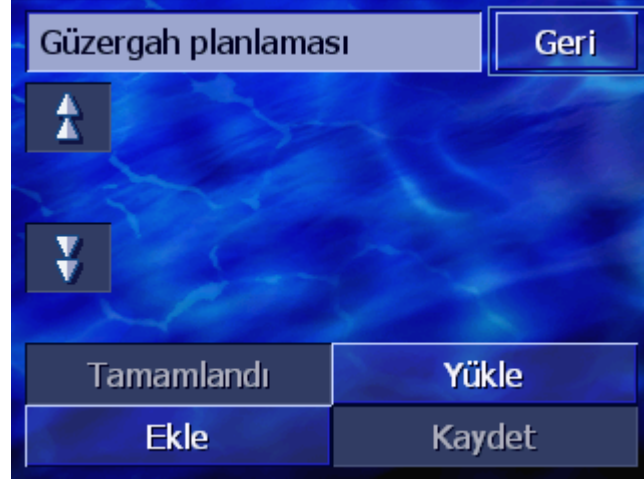 Güzergah planlaması
Geri
Tamamlandı
Yükle
Ekle
Kaydet